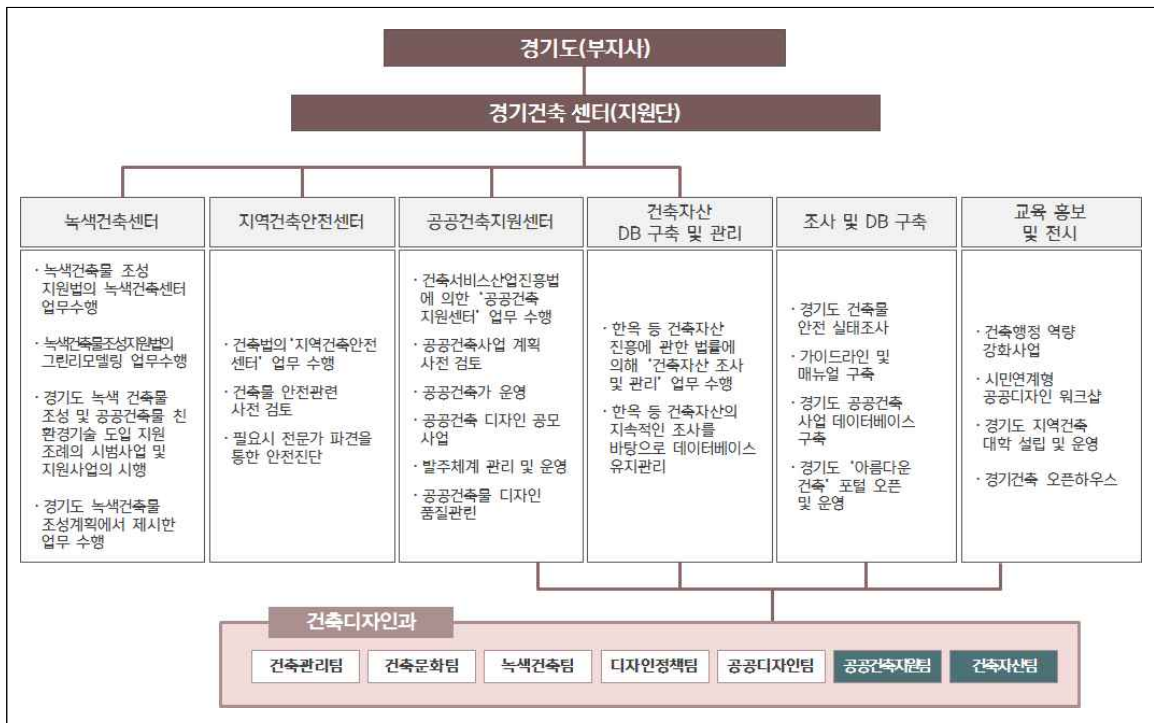 경기도(부지사)
경기건축 센터(지원단)
녹색건축센터
· 녹색건축물 조성
지원법의 녹색건축센터
업무수행
· 녹색건축물조성지원법의
그린리모델링 업무수행
· 경기도 녹색 건축물
조성 및 공공건축물 친
환경기술 도입 지원
조례의 시범사업 및
지원사업의 시행
· 경기도 녹색건축물
조성계획에서 제시한
업무 수행
지역건축안전센터
· 건축법의 '지역건축안전
센터' 업무 수행
· 건축물 안전관련
사전 검토
· 필요시 전문가 파견을
통한 안전진단
공공건축지원센터
· 건축서비스산업진흥법
에 의한 '공공건축
지원센터' 업무 수행
· 공공건축사업 계획
사전 검토
· 공공건축가 운영
· 공공건축 디자인 공모
사업
· 발주체계 관리 및 운영
· 공공건축물 디자인
품질관린
건축자산
DB 구축 및 관리
· 한옥 등 건축자산
진흥에 관한 법률에
의해 '건축자산 조사
및 관리' 업무 수행
· 한옥 등 건축자산의
지속적인 조사를
바탕으로 데이터베이스
유지관리
조사 및 DB 구축
· 경기도 건축물
안전 실태조사
· 가이드라인 및
매뉴얼 구축
· 경기도 공공건축
사업 데이터베이스
구축
· 경기도 '아름다운
건축' 포털 오픈
및 운영
교육 홍보
및 전시
· 건축행정 역량
강화사업
· 시민연계형
공공디자인 워크샵
· 경기도 지역건축
대학 설립 및 운영
· 경기건축 오픈하우스
건축디자인과
건축관리팀
건축문화팀
녹색건축팀
디자인정책팀
공공디자인팀
공공건축지원팀
건축자산팀